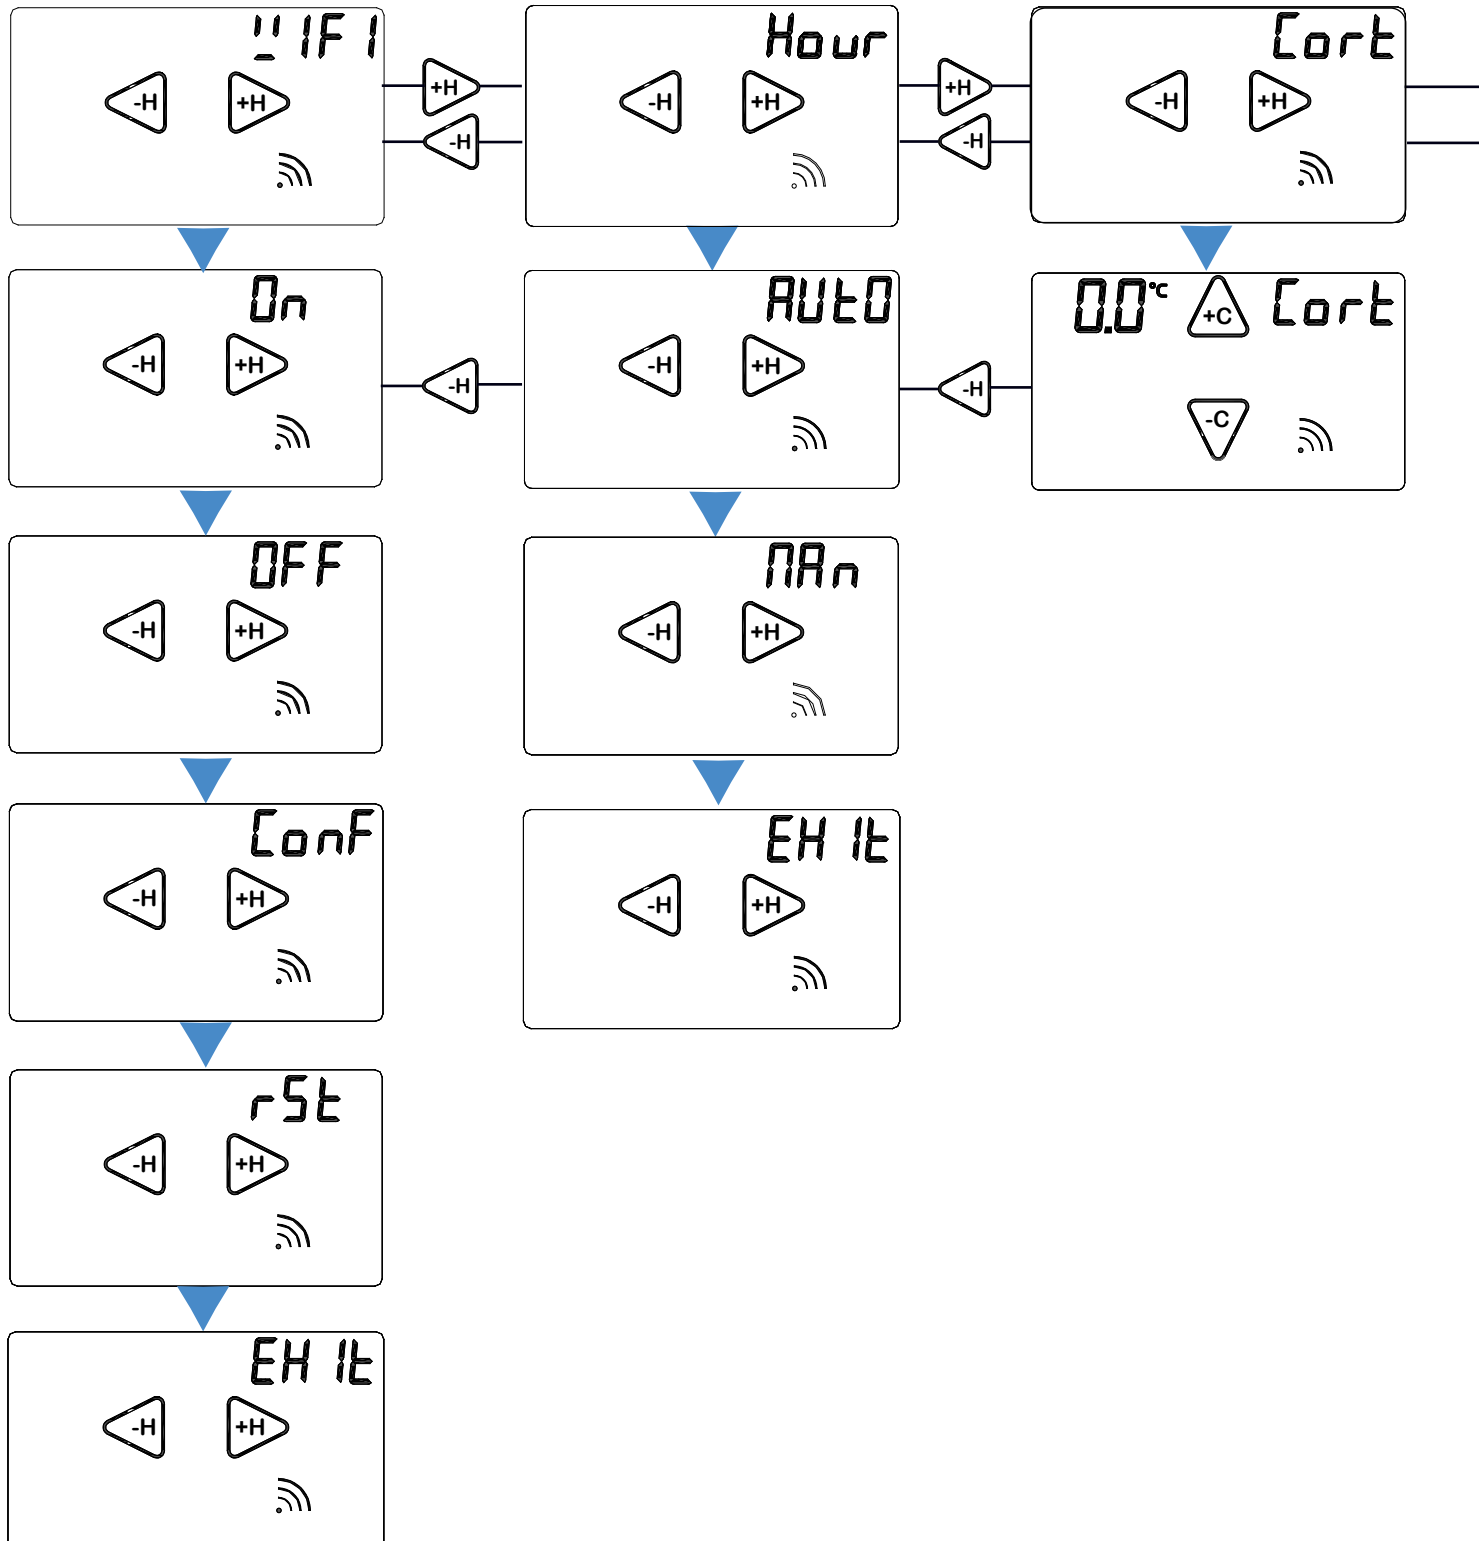 WIFI
Hour
Cort
-H +H
+H
-H +H
+H
-H +H
-H
-H
On
AUtO
0.0°C +C Cort
-H +H
-H
-H +H
-H
-C
OFF
MAn
-H +H
-H +H
ConF
EHIt
-H +H
-H +H
rSt
-H +H
EHIt
-H +H